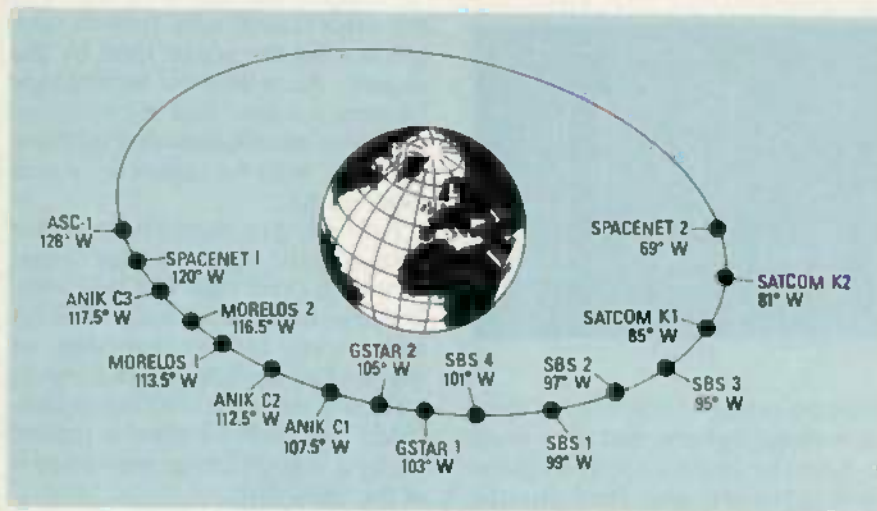 ASC-1
128° W
SPACENET 1
120° W
ANIK C3
117.5° W
MORELOS 2
116.5° W
MORELOS 1
113.5° W
ANIK C2
112.5° W
ANIK C1
107.5° W
GSTAR 2
105° W
GSTAR 1
103° W
SBS 4
101° W
SBS 1
99° W
SBS 2
97° W
SBS 3
95° W
SATCOM K1
85° W
SATCOM K2
81° W
SPACENET 2
69° W